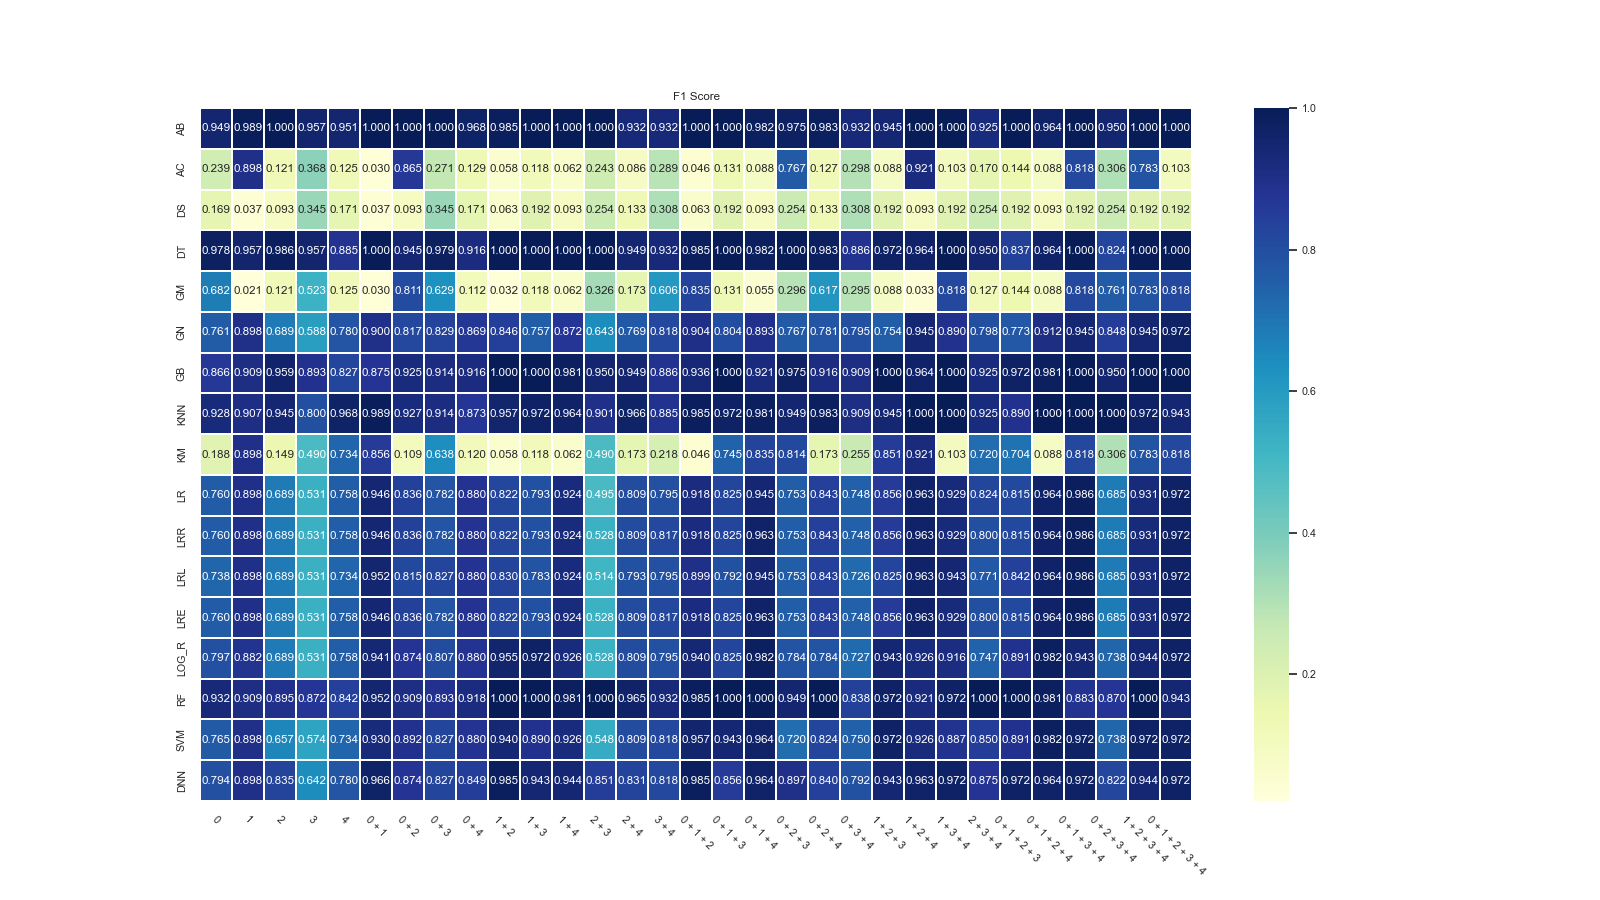 F1 Score
AB 0.949 0.989 1.000 0.957 0.951 1.000 1.000 1.000 0.968 0.985 1.000 1.000 1.000 0.932 0.932 1.000 1.000 0.982 0.975 0.983 0.932 0.945 1.000 1.000 0.925 1.000 0.964 1.000 0.950 1.000 1.000
AC 0.239 0.898 0.121 0.368 0.125 0.030 0.865 0.271 0.129 0.058 0.118 0.062 0.243 0.086 0.289 0.046 0.131 0.088 0.767 0.127 0.298 0.088 0.921 0.103 0.170 0.144 0.088 0.818 0.306 0.783 0.103
DS 0.169 0.037 0.093 0.345 0.171 0.037 0.093 0.345 0.171 0.063 0.192 0.093 0.254 0.133 0.308 0.063 0.192 0.093 0.254 0.133 0.308 0.192 0.093 0.192 0.254 0.192 0.093 0.192 0.254 0.192 0.192
DT 0.978 0.957 0.986 0.957 0.885 1.000 0.945 0.979 0.916 1.000 1.000 1.000 1.000 0.949 0.932 0.985 1.000 0.982 1.000 0.983 0.886 0.972 0.964 1.000 0.950 0.837 0.964 1.000 0.824 1.000 1.000
GM 0.682 0.021 0.121 0.523 0.125 0.030 0.811 0.629 0.112 0.032 0.118 0.062 0.326 0.173 0.606 0.835 0.131 0.055 0.296 0.617 0.295 0.088 0.033 0.818 0.127 0.144 0.088 0.818 0.761 0.783 0.818
GN 0.761 0.898 0.689 0.588 0.780 0.900 0.817 0.829 0.869 0.846 0.757 0.872 0.643 0.769 0.818 0.904 0.804 0.893 0.767 0.781 0.795 0.754 0.945 0.890 0.798 0.773 0.912 0.945 0.848 0.945 0.972
GB 0.866 0.909 0.959 0.893 0.827 0.875 0.925 0.914 0.916 1.000 1.000 0.981 0.950 0.949 0.886 0.936 1.000 0.921 0.975 0.916 0.909 1.000 0.964 1.000 0.925 0.972 0.981 1.000 0.950 1.000 1.000
KNN 0.928 0.907 0.945 0.800 0.968 0.989 0.927 0.914 0.873 0.957 0.972 0.964 0.901 0.966 0.885 0.985 0.972 0.981 0.949 0.983 0.909 0.945 1.000 1.000 0.925 0.890 1.000 1.000 1.000 0.972 0.943
KM 0.188 0.898 0.149 0.490 0.734 0.856 0.109 0.638 0.120 0.058 0.118 0.062 0.490 0.173 0.218 0.046 0.745 0.835 0.814 0.173 0.255 0.851 0.921 0.103 0.720 0.704 0.088 0.818 0.306 0.783 0.818
LR 0.760 0.898 0.689 0.531 0.758 0.946 0.836 0.782 0.880 0.822 0.793 0.924 0.495 0.809 0.795 0.918 0.825 0.945 0.753 0.843 0.748 0.856 0.963 0.929 0.824 0.815 0.964 0.986 0.685 0.931 0.972
LRR 0.760 0.898 0.689 0.531 0.758 0.946 0.836 0.782 0.880 0.822 0.793 0.924 0.528 0.809 0.817 0.918 0.825 0.963 0.753 0.843 0.748 0.856 0.963 0.929 0.800 0.815 0.964 0.986 0.685 0.931 0.972
LRL 0.738 0.898 0.689 0.531 0.734 0.952 0.815 0.827 0.880 0.830 0.783 0.924 0.514 0.793 0.795 0.899 0.792 0.945 0.753 0.843 0.726 0.825 0.963 0.943 0.771 0.842 0.964 0.986 0.685 0.931 0.972
LRE 0.760 0.898 0.689 0.531 0.758 0.946 0.836 0.782 0.880 0.822 0.793 0.924 0.528 0.809 0.817 0.918 0.825 0.963 0.753 0.843 0.748 0.856 0.963 0.929 0.800 0.815 0.964 0.986 0.685 0.931 0.972
LOG_R 0.797 0.882 0.689 0.531 0.758 0.941 0.874 0.807 0.880 0.955 0.972 0.926 0.528 0.809 0.795 0.940 0.825 0.982 0.784 0.784 0.727 0.943 0.926 0.916 0.747 0.891 0.982 0.943 0.738 0.944 0.972
RF 0.932 0.909 0.895 0.872 0.842 0.952 0.909 0.893 0.918 1.000 1.000 0.981 1.000 0.965 0.932 0.985 1.000 1.000 0.949 1.000 0.838 0.972 0.921 0.972 1.000 1.000 0.981 0.883 0.870 1.000 0.943
SVM 0.765 0.898 0.657 0.574 0.734 0.930 0.892 0.827 0.880 0.940 0.890 0.926 0.548 0.809 0.818 0.957 0.943 0.964 0.720 0.824 0.750 0.972 0.926 0.887 0.850 0.891 0.982 0.972 0.738 0.972 0.972
DNN 0.794 0.898 0.835 0.642 0.780 0.966 0.874 0.827 0.849 0.985 0.943 0.944 0.851 0.831 0.818 0.985 0.856 0.964 0.897 0.840 0.792 0.943 0.963 0.972 0.875 0.972 0.964 0.972 0.822 0.944 0.972
0
1
2
3
4
0 + 1
0 + 2
0 + 3
0 + 4
1 + 2
1 + 3
1 + 4
2 + 3
2 + 4
3 + 4
0 + 1 + 2
0 + 1 + 3
0 + 1 + 4
0 + 2 + 3
0 + 2 + 4
0 + 3 + 4
1 + 2 + 3
1 + 2 + 4
1 + 3 + 4
2 + 3 + 4
0 + 1 + 2 + 3
0 + 1 + 2 + 4
0 + 1 + 3 + 4
0 + 2 + 3 + 4
1 + 2 + 3 + 4
0 + 1 + 2 + 3 + 4
1.0
0.8
0.6
0.4
0.2